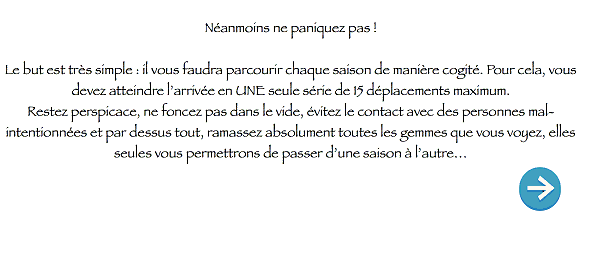 Néanmoins ne paniquez pas !
Le but est très simple : il vous faudra parcourir chaque saison de manière cogité. Pour cela, vous
devez atteindre l'arrivée en UNE seule série de 15 déplacements maximum.
Restez perspicace, ne foncez pas dans le vide, évitez le contact avec des personnes mal-
intentionnées et par dessus tout, ramassez absolument toutes les gemmes que vous voyez, elles
seules vous permettrons de passer d'une saison à l'autre...